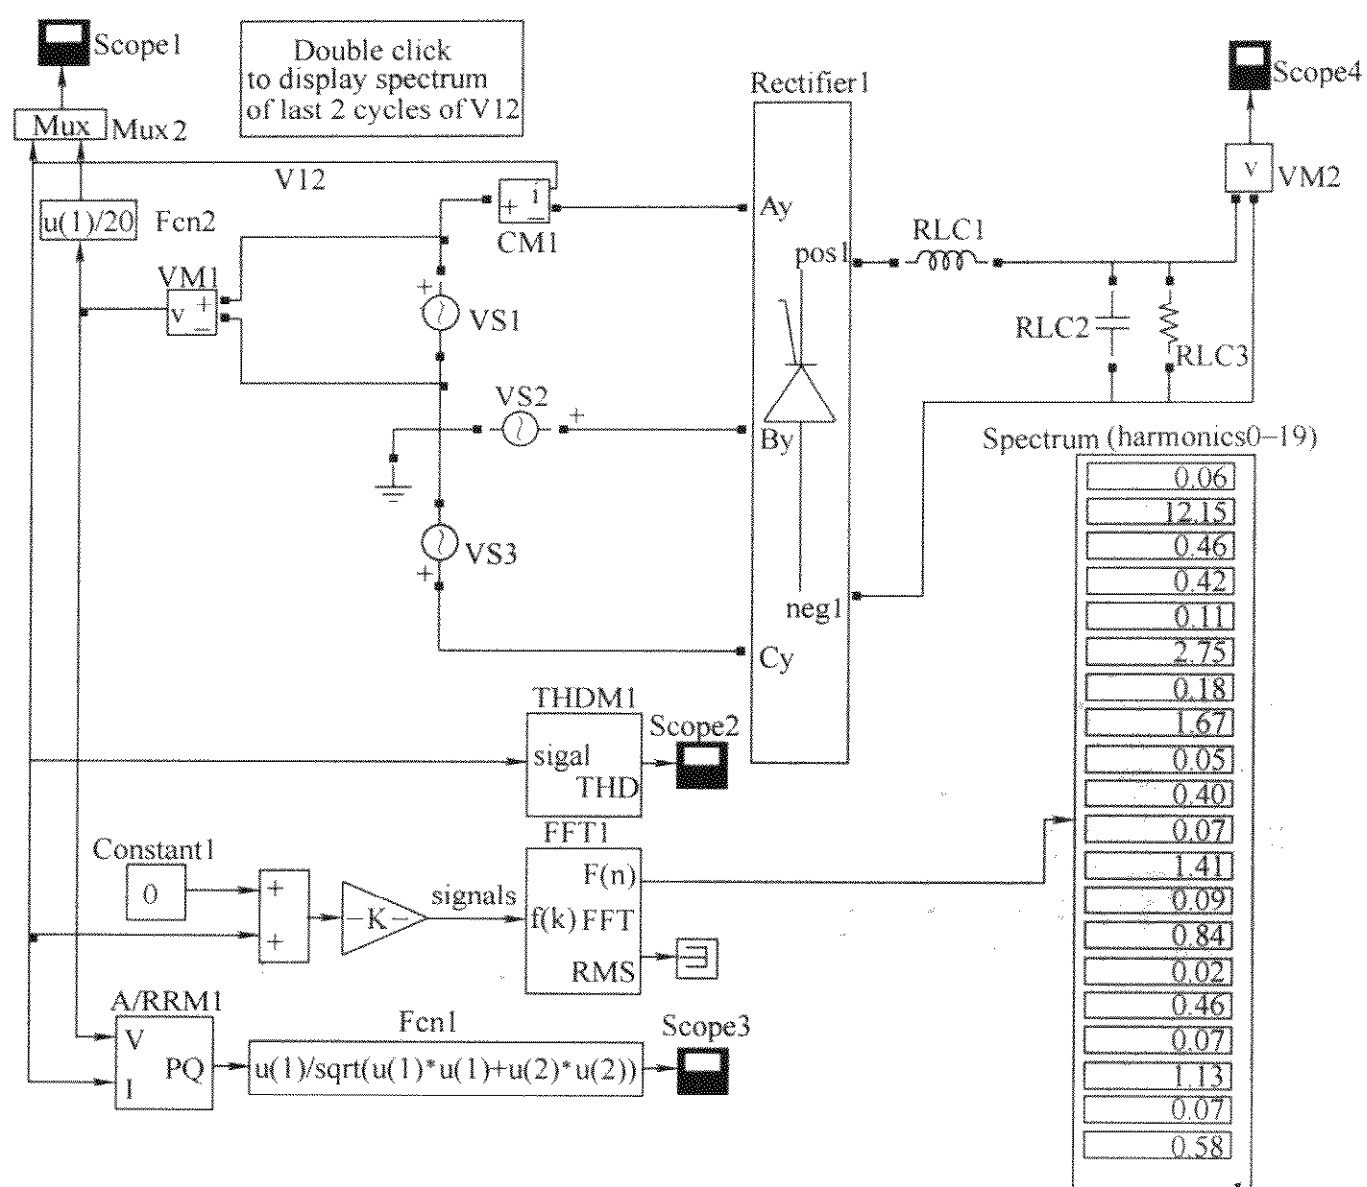 Scope1
Double click
to display spectrum
of last 2 cycles of V12
Mux
Mux2
V12
u(1)/20
Fcn2
VM1
+
v
−
i
+
−
CM1
+
VS1
VS2
+
VS3
+
Rectifier1
Ay
pos1
By
neg1
Cy
RLC1
RLC2
RLC3
Scope4
v
VM2
Spectrum (harmonics0–19)
0.06
12.15
0.46
0.42
0.11
2.75
0.18
1.67
0.05
0.40
0.07
1.41
0.09
0.84
0.02
0.46
0.07
1.13
0.07
0.58
THDM1
sigal
THD
Scope2
Constant1
0
+
+
−K−
signals
FFT1
F(n)
f(k) FFT
RMS
A/RRM1
V
PQ
I
Fcn1
u(1)/sqrt(u(1)*u(1)+u(2)*u(2))
Scope3